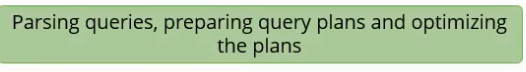 Parsing queries, preparing query plans and optimizing
the plans